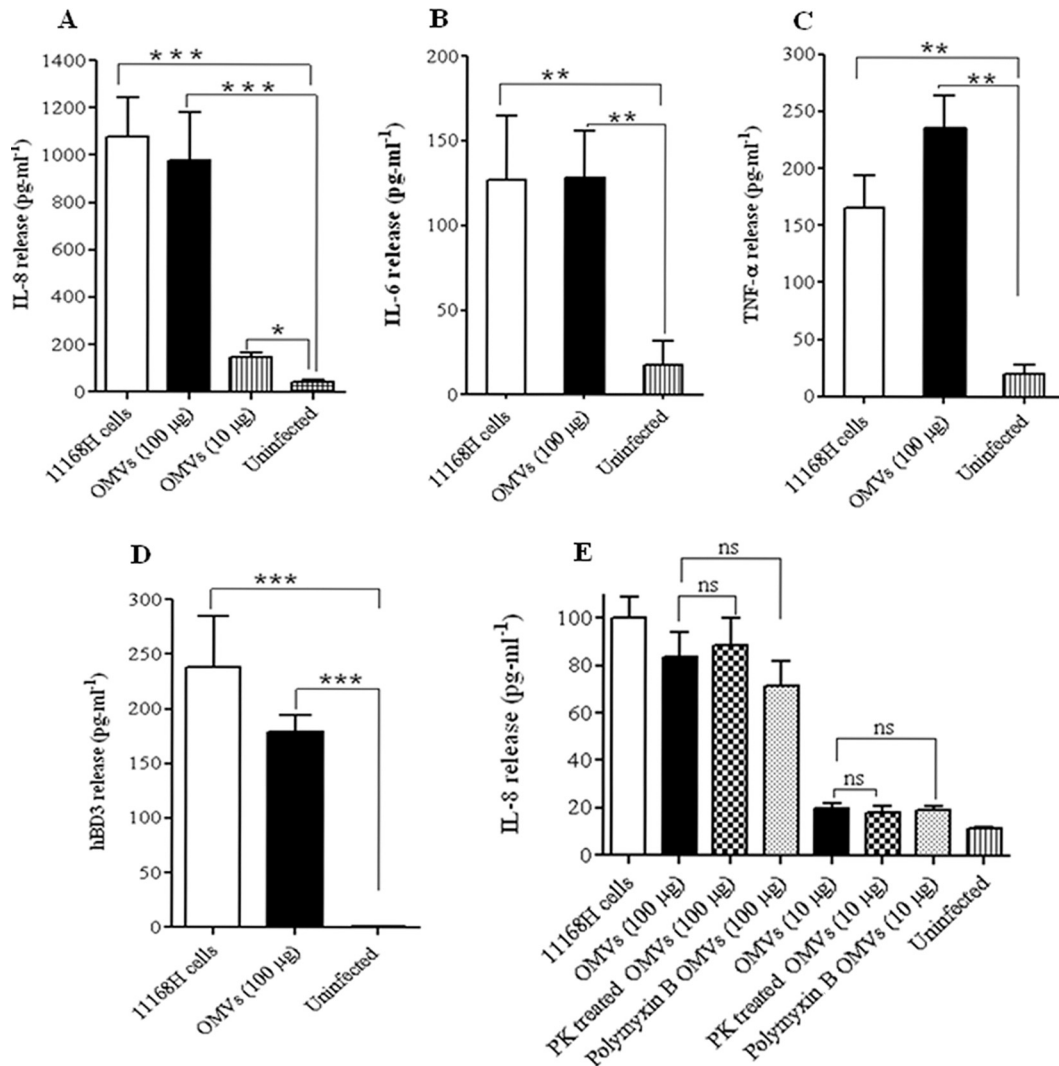 A
***
***
*
IL-8 release (pg-ml-1)
1400
1200
1000
800
600
400
200
0
11168H cells
OMVs (100 µg)
OMVs (10 µg)
Uninfected
B
**
**
IL-6 release (pg-ml-1)
200
150
100
50
0
11168H cells
OMVs (100 µg)
Uninfected
C
**
**
TNF-α release (pg-ml-1)
300
250
200
150
100
50
0
11168H cells
OMVs (100 µg)
Uninfected
D
***
***
hBD3 release (pg-ml-1)
300
250
200
150
100
50
0
11168H cells
OMVs (100 µg)
Uninfected
E
ns
ns
ns
ns
IL-8 release (pg-ml-1)
100
80
60
40
20
0
11168H cells
OMVs (100 µg)
PK treated OMVs (100 µg)
Polymyxin B OMVs (100 µg)
OMVs (10 µg)
PK treated OMVs (10 µg)
Polymyxin B OMVs (10 µg)
Uninfected